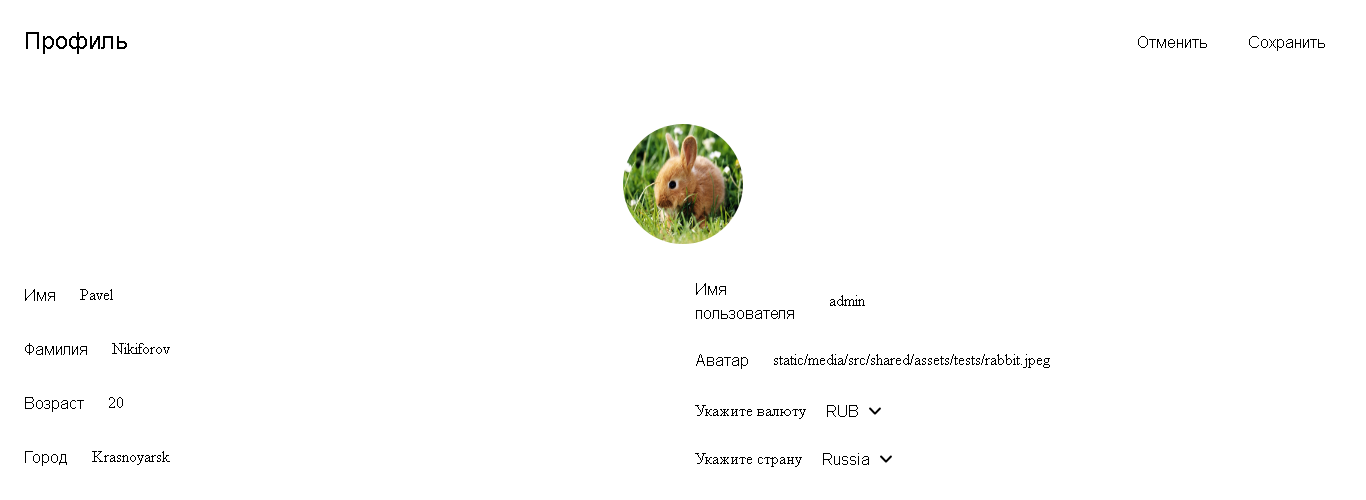 Профиль
Отменить
Сохранить
Имя Pavel
Фамилия Nikiforov
Возраст 20
Город Krasnoyarsk
Имя
пользователя
admin
Аватар static/media/src/shared/assets/tests/rabbit.jpeg
Укажите валюту RUB
Укажите страну Russia